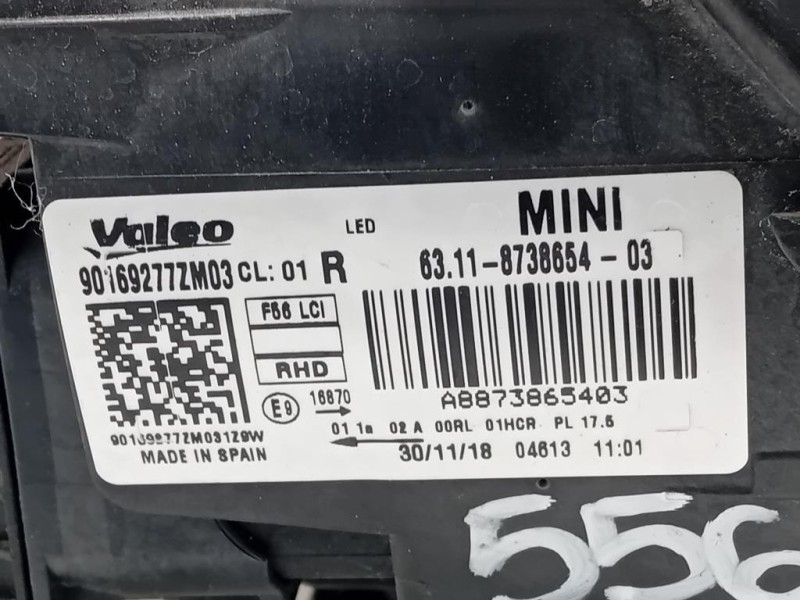 Valeo LED MINI
90169277ZM03 CL: 01 R 63.11-8738654-03
F56 LCI
RHD
A8873865403
E9 16870
90169277ZM031Z9W 01 1a 02 A 00RL 01HCR PL 17.5
MADE IN SPAIN 30/11/18 04613 11:01
556